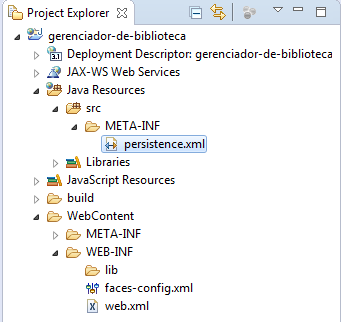 Project Explorer
gerenciador-de-biblioteca
Deployment Descriptor: gerenciador-de-biblioteca
JAX-WS Web Services
Java Resources
src
META-INF
persistence.xml
Libraries
JavaScript Resources
build
WebContent
META-INF
WEB-INF
lib
faces-config.xml
web.xml